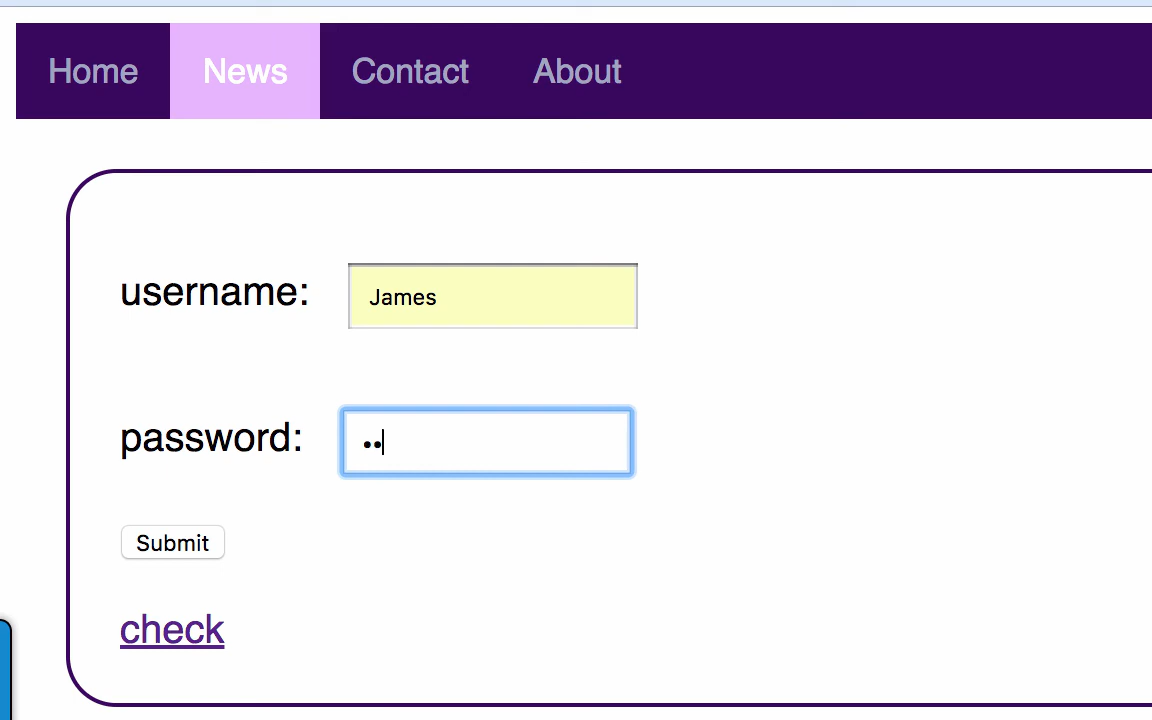 Home News Contact About
username: James
password: ••
Submit
check